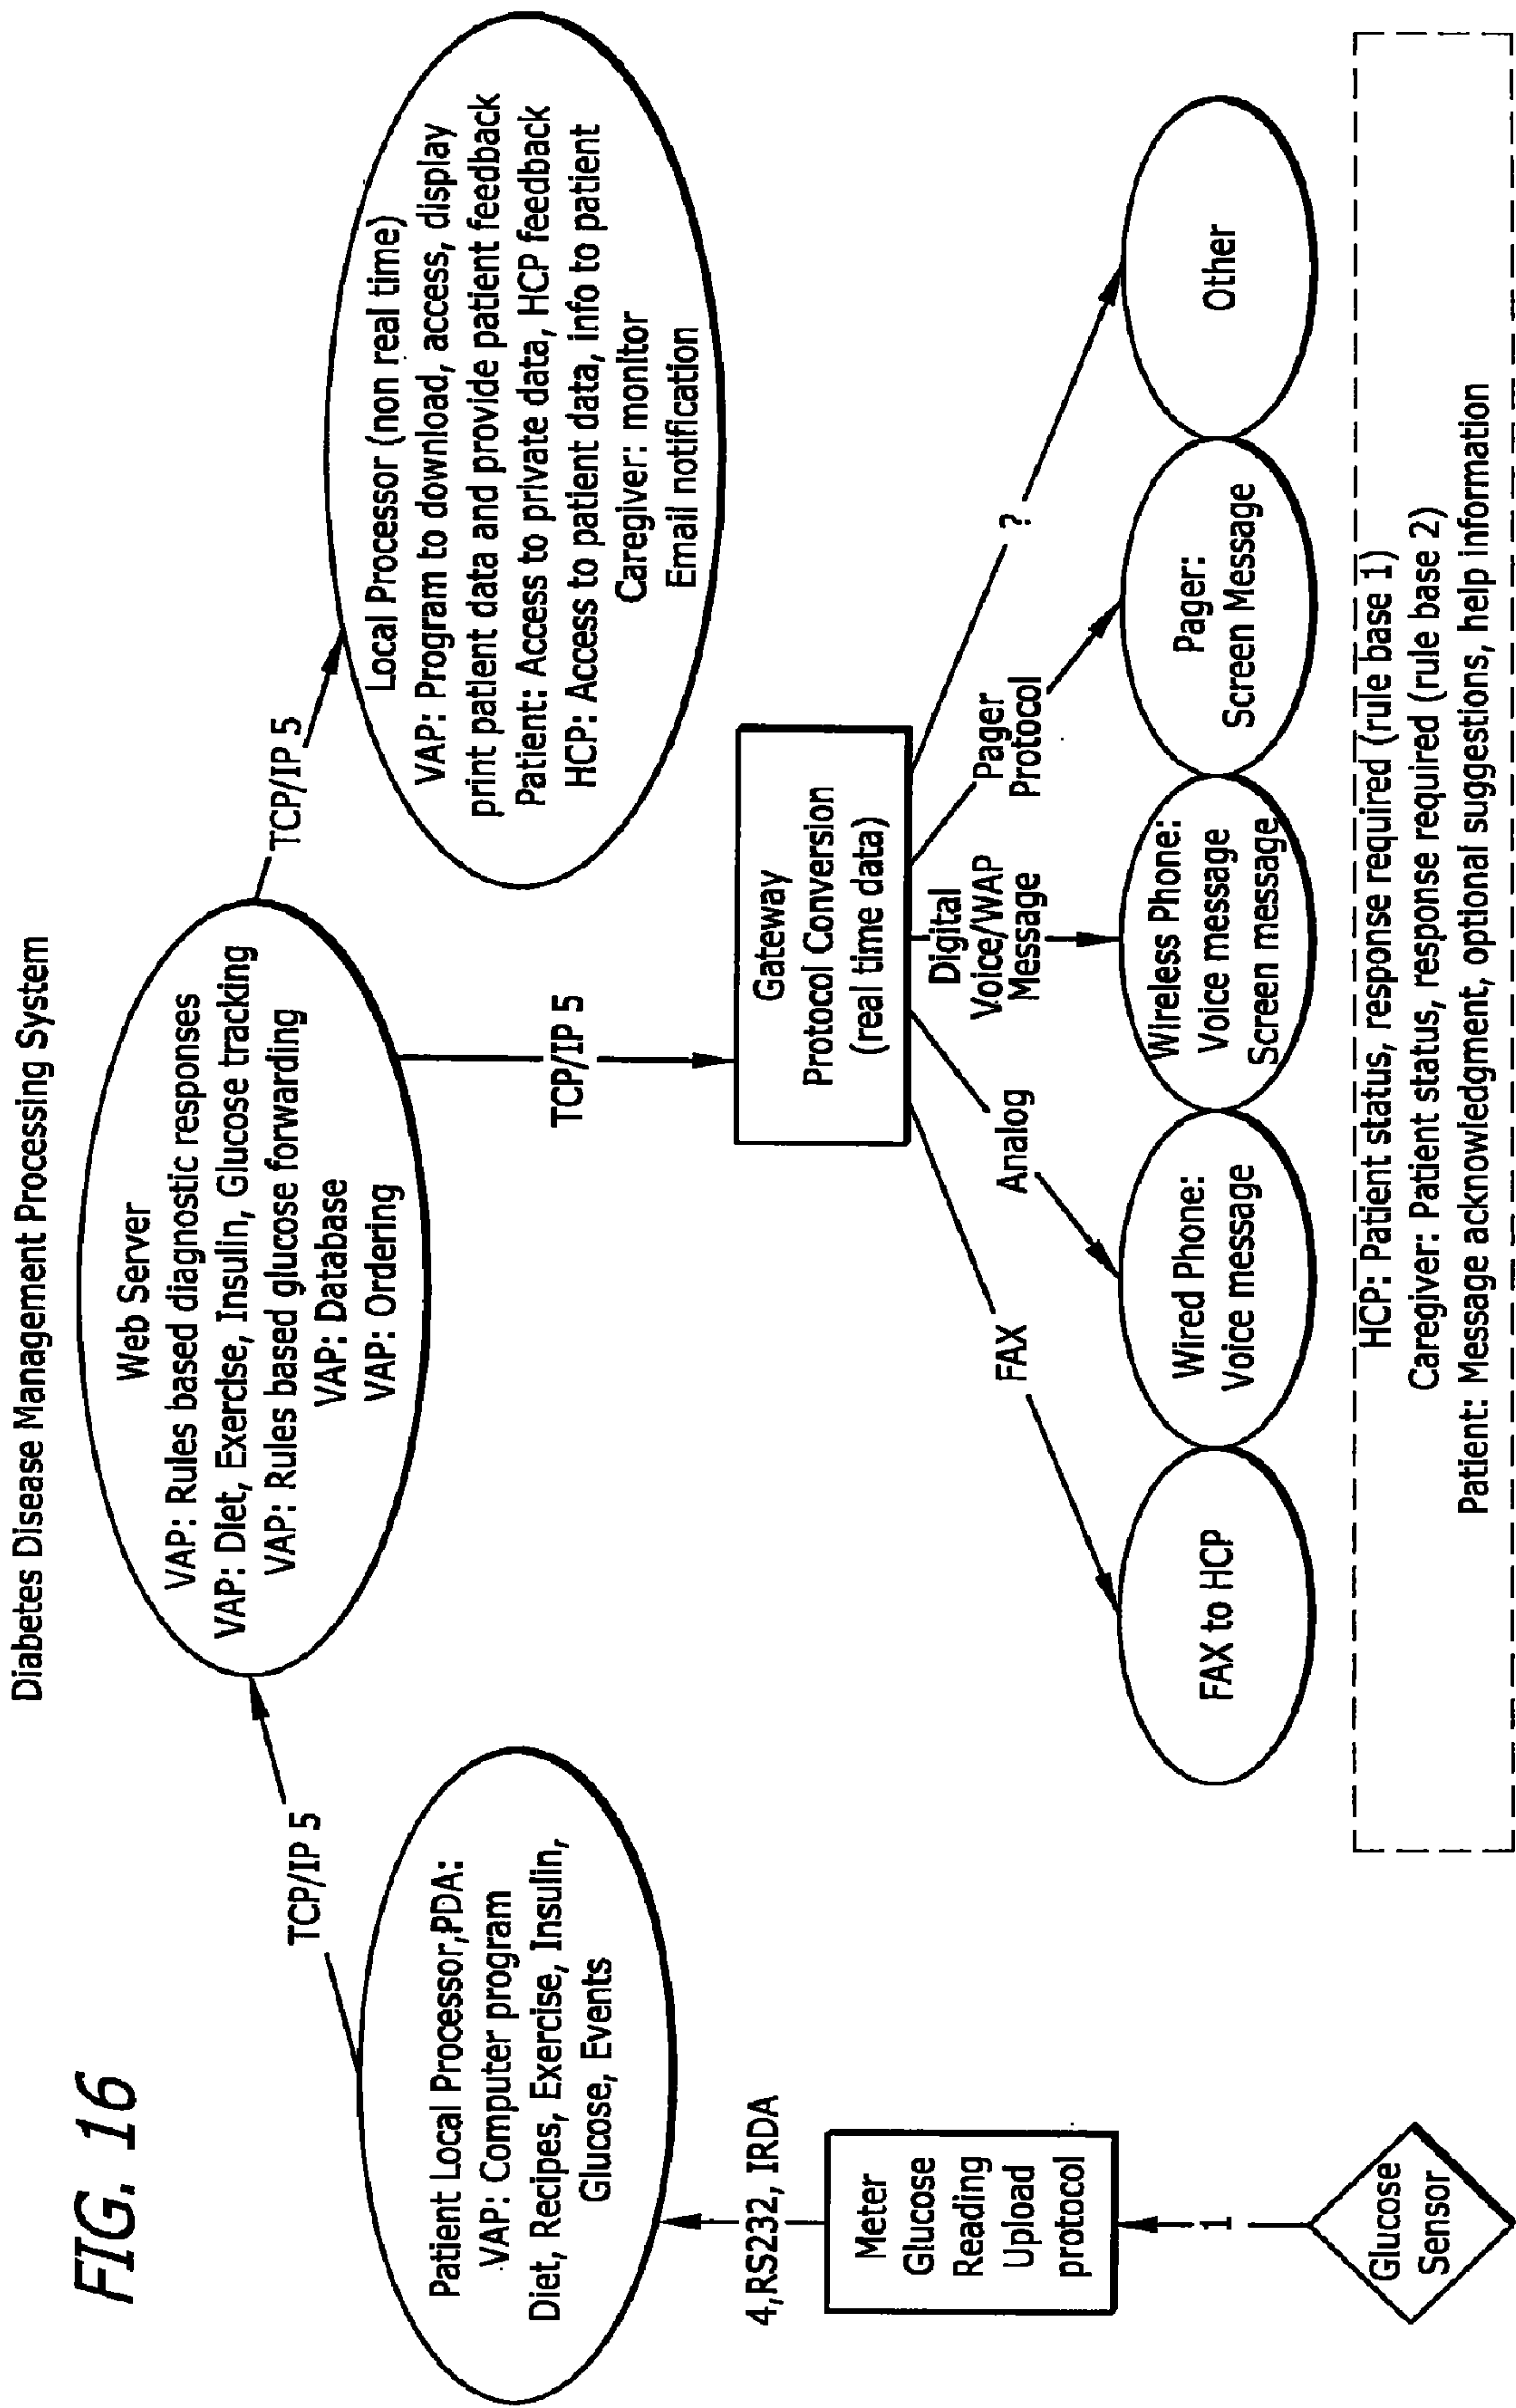 FIG. 16
Diabetes Disease Management Processing System
Web Server
VAP: Rules based diagnostic responses
VAP: Diet, Exercise, Insulin, Glucose tracking
VAP: Rules based glucose forwarding
VAP: Database
VAP: Ordering
TCP/IP 5
TCP/IP 5
TCP/IP 5
Patient Local Processor,PDA:
VAP: Computer program
Diet, Recipes, Exercise, Insulin,
Glucose, Events
4,RS232, IRDA
Meter
Glucose
Reading
Upload
protocol
1
Glucose
Sensor
Local Processor (non real time)
VAP: Program to download, access, display
print patient data and provide patient feedback
Patient: Access to private data, HCP feedback
HCP: Access to patient data, info to patient
Caregiver: monitor
Email notification
Gateway
Protocol Conversion
(real time data)
FAX
Analog
Digital
Voice/WAP
Message
Pager
Protocol
?
FAX to HCP
Wired Phone:
Voice message
Wireless Phone:
Voice message
Screen message
Pager:
Screen Message
Other
HCP: Patient status, response required (rule base 1)
Caregiver: Patient status, response required (rule base 2)
Patient: Message acknowledgment, optional suggestions, help information